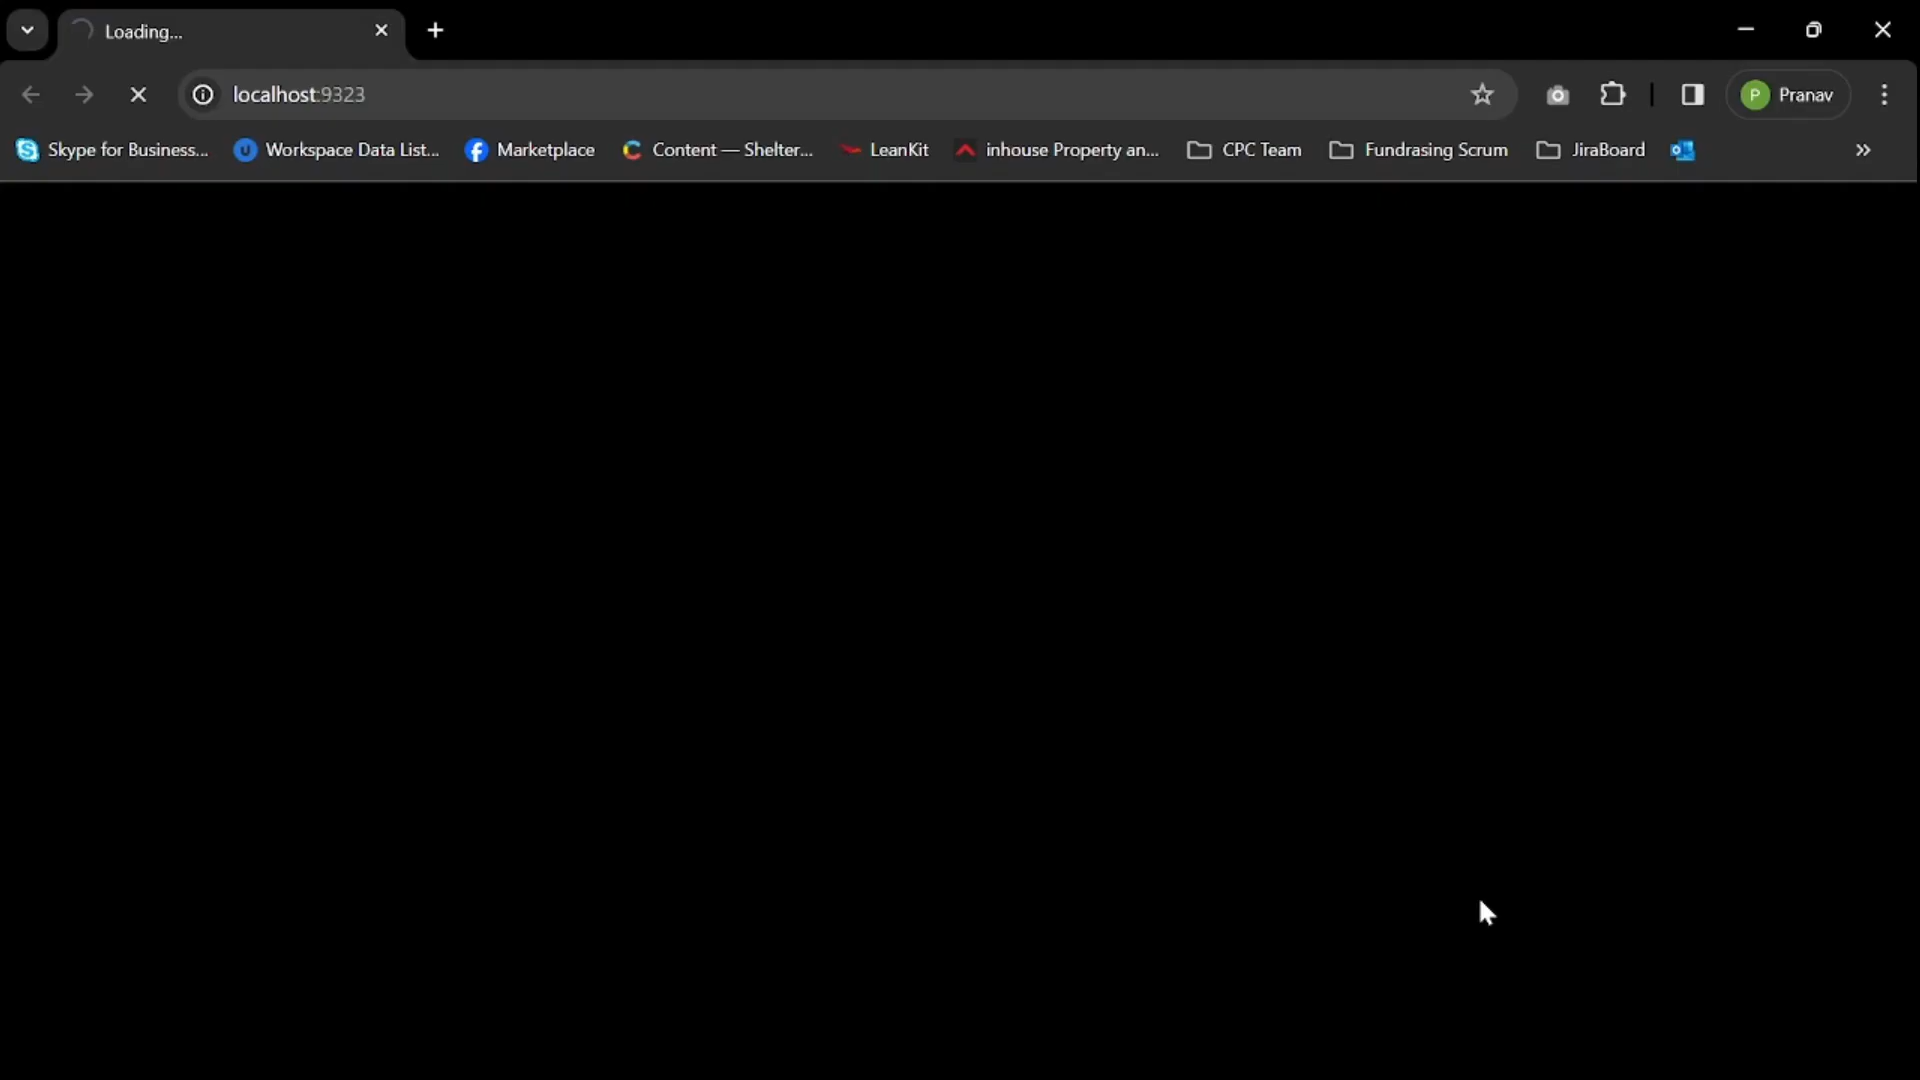 Loading...
localhost:9323
P Pranav
Skype for Business... Workspace Data List... Marketplace Content — Shelter... LeanKit inhouse Property an... CPC Team Fundrasing Scrum JiraBoard